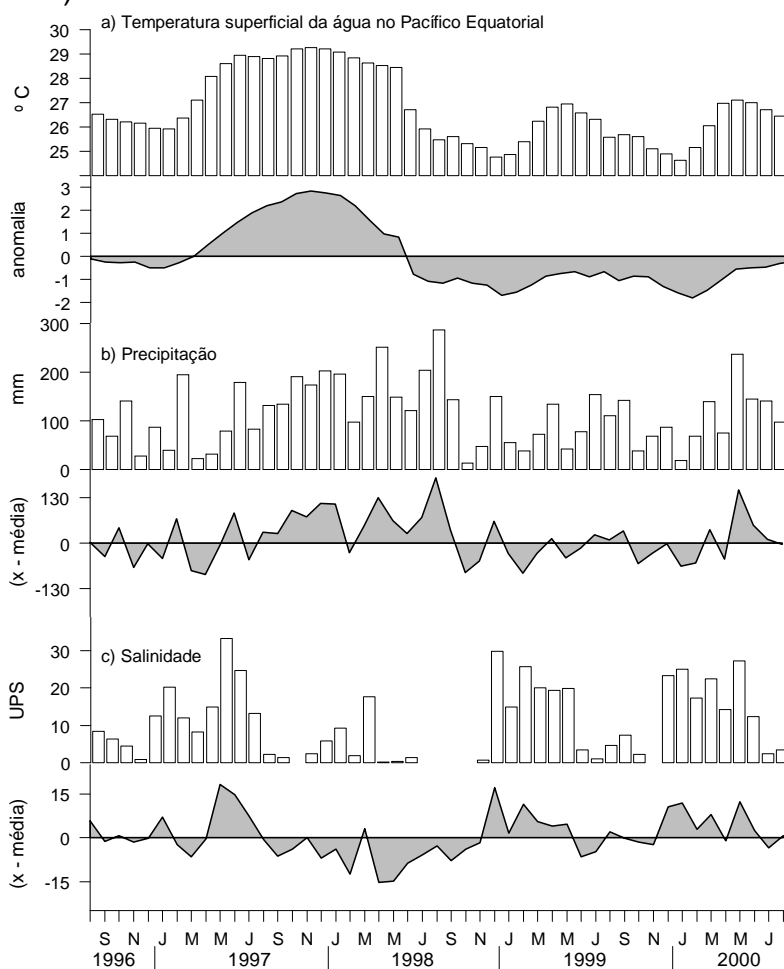 )
a) Temperatura superficial da água no Pacífico Equatorial
30
29
28
27
26
25
º C
3
2
1
0
-1
-2
anomalia
300
200
100
0
mm
b) Precipitação
130
0
-130
(x - média)
c) Salinidade
30
20
10
0
UPS
15
0
-15
(x - média)
S N J M M J S N J M M J S N J M M J S N J M M J
1996 1997 1998 1999 2000